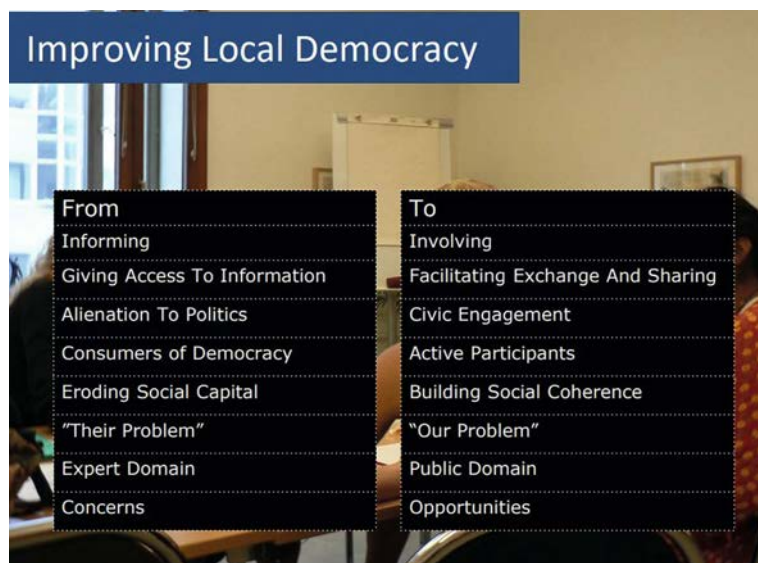 Improving Local Democracy
From
Informing
Giving Access To Information
Alienation To Politics
Consumers of Democracy
Eroding Social Capital
”Their Problem”
Expert Domain
Concerns
To
Involving
Facilitating Exchange And Sharing
Civic Engagement
Active Participants
Building Social Coherence
“Our Problem”
Public Domain
Opportunities